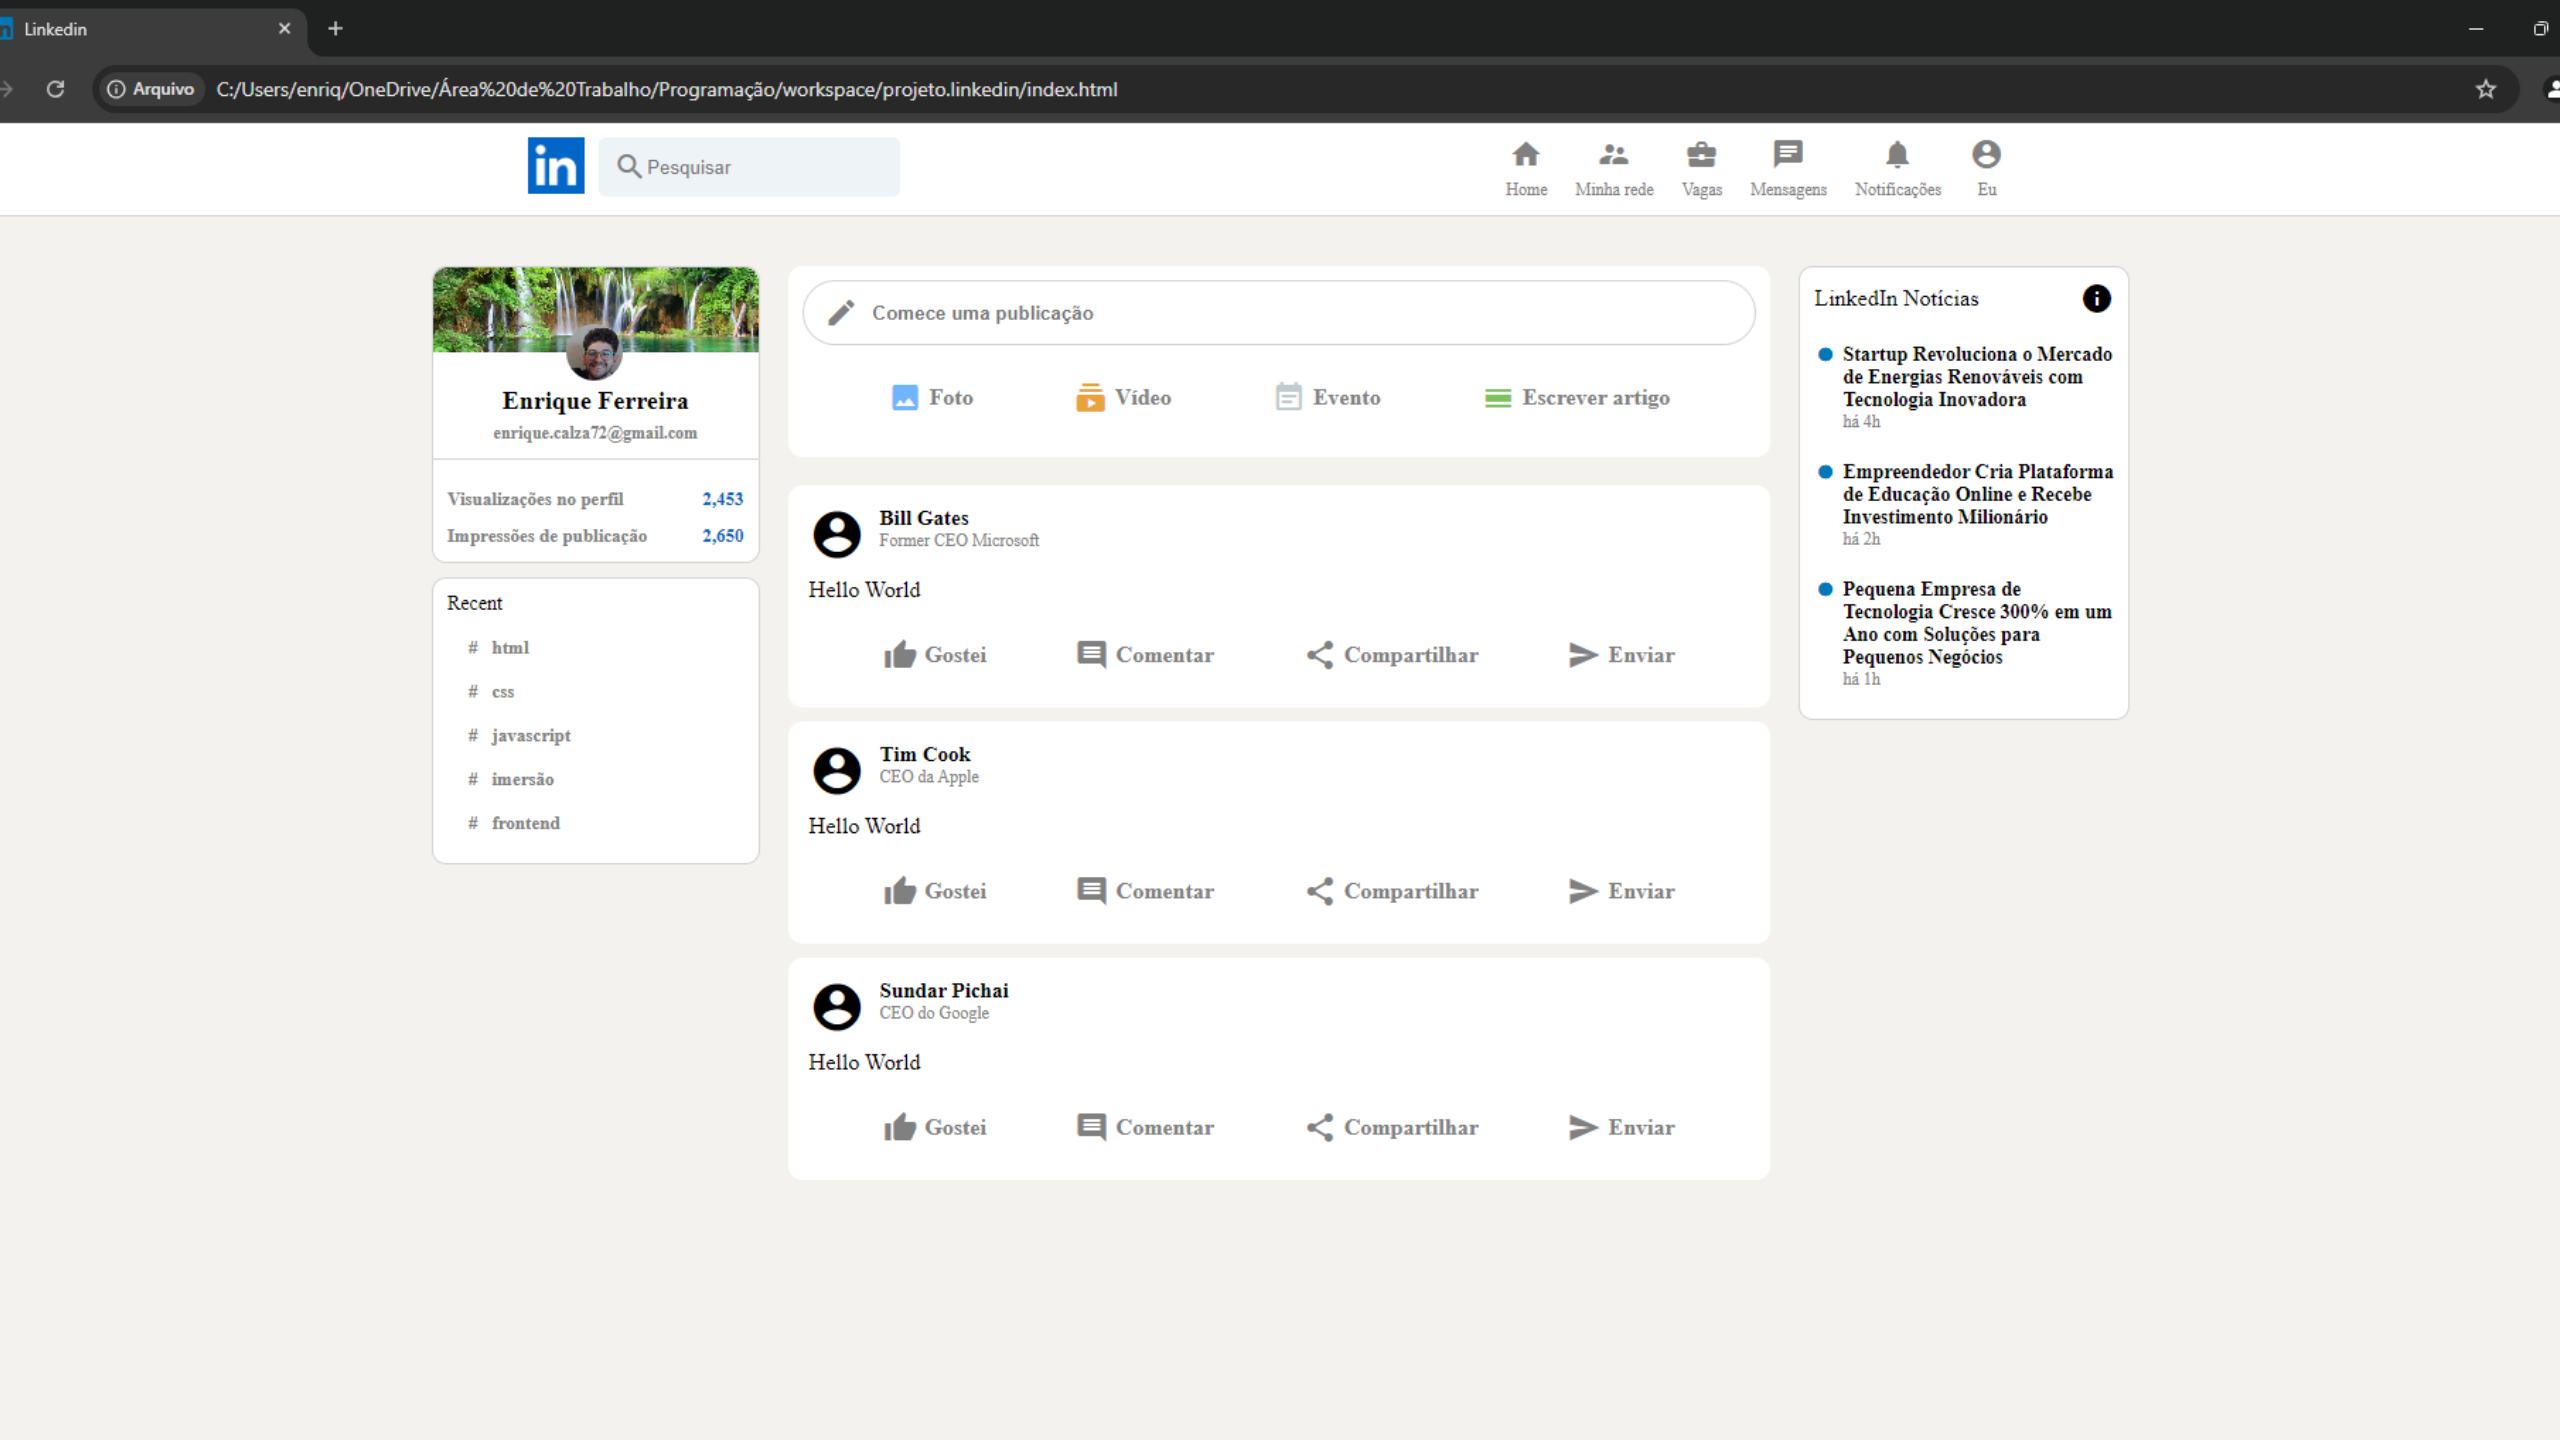 Linkedin
Arquivo C:/Users/enriq/OneDrive/Área%20de%20Trabalho/Programação/workspace/projeto.linkedin/index.html
in
Pesquisar
Home
Minha rede
Vagas
Mensagens
Notificações
Eu
Enrique Ferreira
enrique.calza72@gmail.com
Visualizações no perfil 2,453
Impressões de publicação 2,650
Recent
# html
# css
# javascript
# imersão
# frontend
Comece uma publicação
Foto
Vídeo
Evento
Escrever artigo
Bill Gates
Former CEO Microsoft
Hello World
Gostei
Comentar
Compartilhar
Enviar
Tim Cook
CEO da Apple
Hello World
Gostei
Comentar
Compartilhar
Enviar
Sundar Pichai
CEO do Google
Hello World
Gostei
Comentar
Compartilhar
Enviar
LinkedIn Notícias
Startup Revoluciona o Mercado
de Energias Renováveis com
Tecnologia Inovadora
há 4h
Empreendedor Cria Plataforma
de Educação Online e Recebe
Investimento Milionário
há 2h
Pequena Empresa de
Tecnologia Cresce 300% em um
Ano com Soluções para
Pequenos Negócios
há 1h